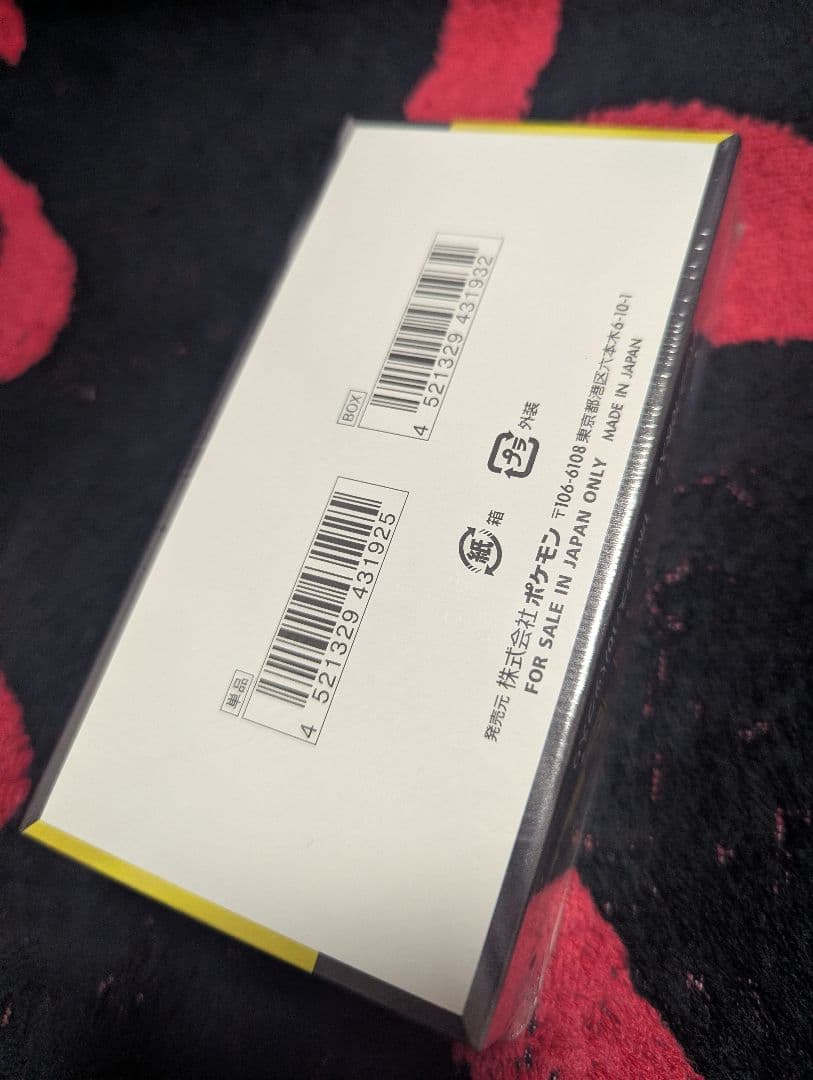 単品
4 521329 431925
BOX
4 521329 431932
紙 箱
プラ 外装
発売元 株式会社ポケモン 〒106-6108 東京都港区六本木6-10-1
FOR SALE IN JAPAN ONLY MADE IN JAPAN